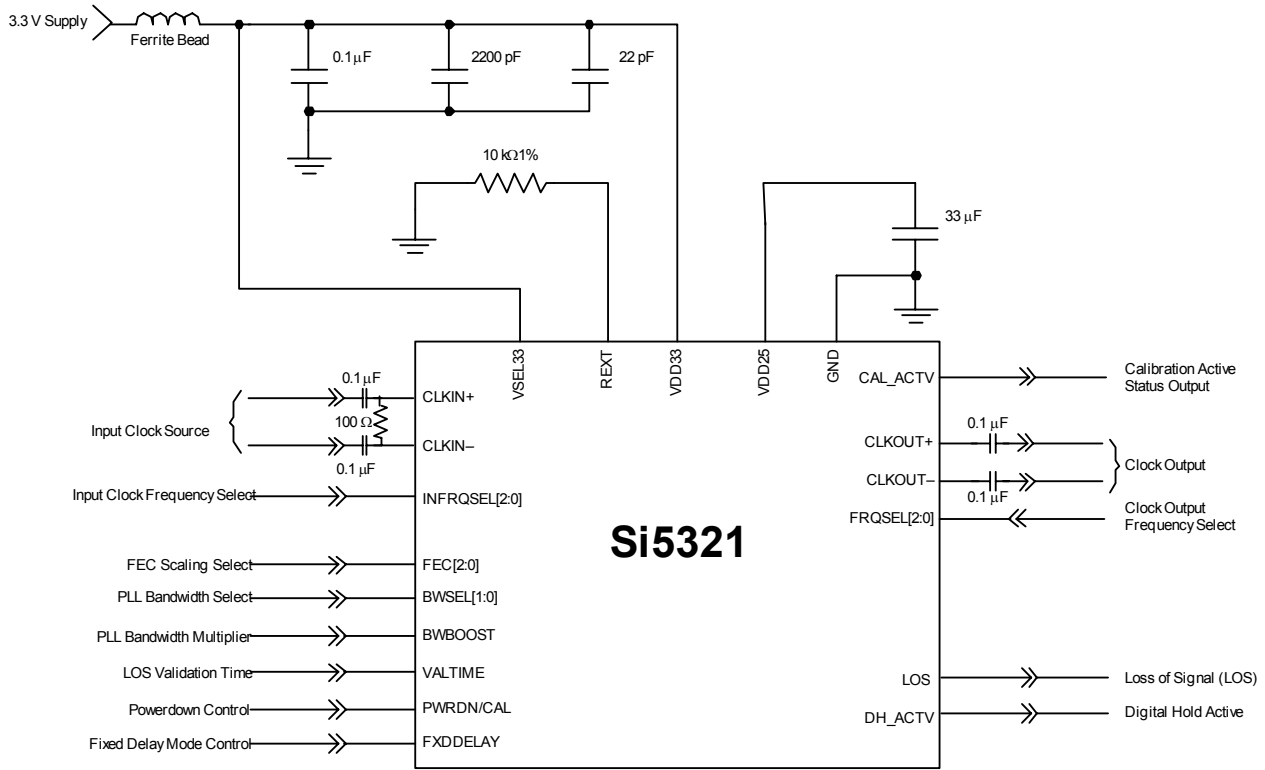 3.3 V Supply
Ferrite Bead
0.1 μF
2200 pF
22 pF
10 kΩ 1%
33 μF
VSEL33
REXT
VDD33
VDD25
GND
0.1 μF
CLKIN+
100 Ω
Input Clock Source
CLKIN–
0.1 μF
Input Clock Frequency Select
INFRQSEL[2:0]
FEC Scaling Select
FEC[2:0]
PLL Bandwidth Select
BWSEL[1:0]
PLL Bandwidth Multiplier
BWBOOST
LOS Validation Time
VALTIME
Powerdown Control
PWRDN/CAL
Fixed Delay Mode Control
FXDDELAY
Si5321
CAL_ACTV
Calibration Active
Status Output
0.1 μF
CLKOUT+
Clock Output
CLKOUT–
0.1 μF
FRQSEL[2:0]
Clock Output
Frequency Select
LOS
Loss of Signal (LOS)
DH_ACTV
Digital Hold Active